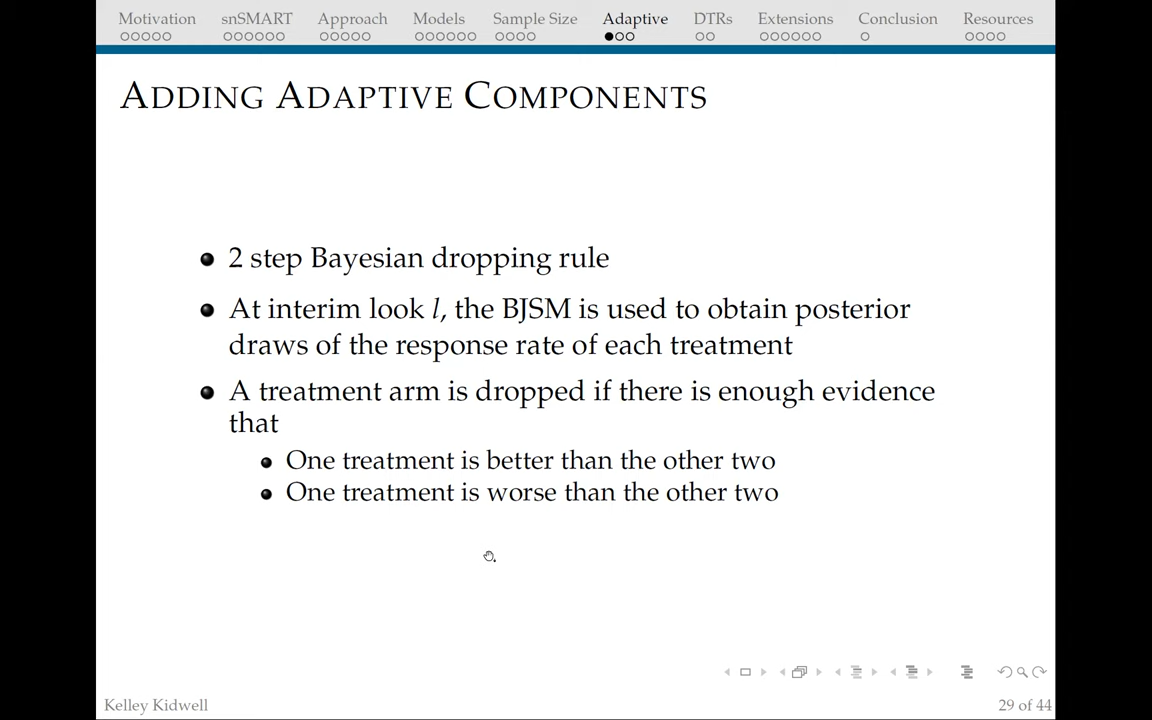 Motivation snSMART Approach Models Sample Size Adaptive DTRs Extensions Conclusion Resources
ADDING ADAPTIVE COMPONENTS
2 step Bayesian dropping rule
At interim look l, the BJSM is used to obtain posterior
draws of the response rate of each treatment
A treatment arm is dropped if there is enough evidence
that
One treatment is better than the other two
One treatment is worse than the other two
Kelley Kidwell 29 of 44